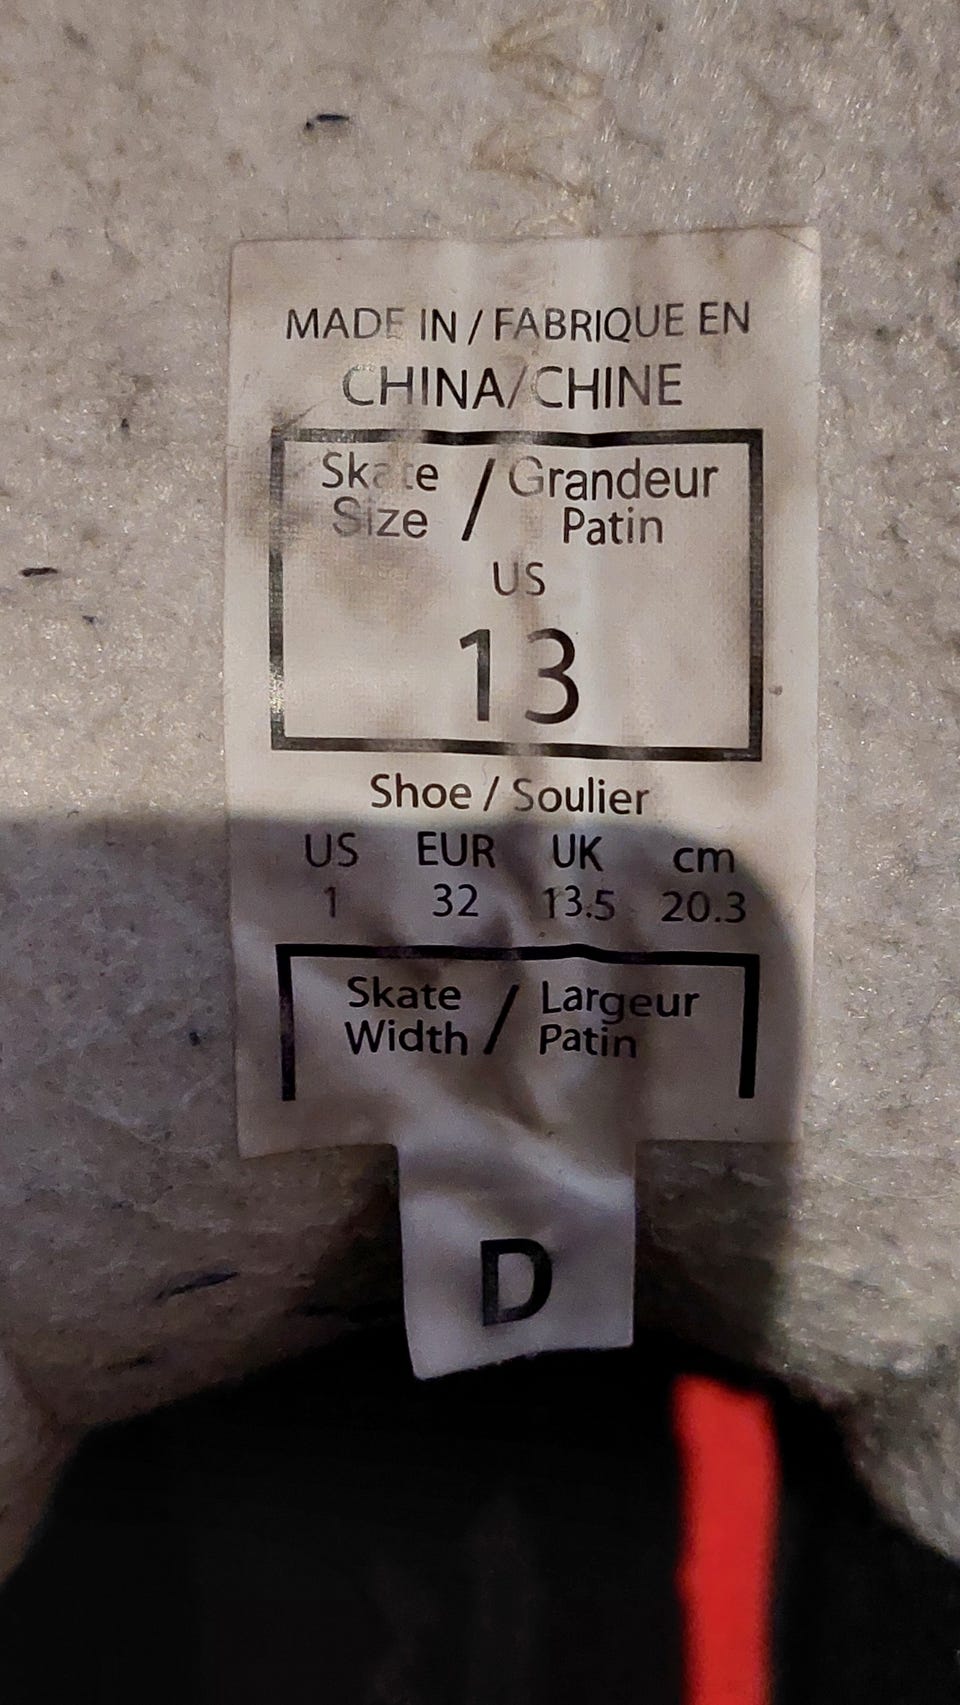 MADE IN / FABRIQUE EN
CHINA/CHINE
Skate Size / Grandeur Patin
US
13
Shoe / Soulier
US EUR UK cm
1 32 13.5 20.3
Skate Width / Largeur Patin
D